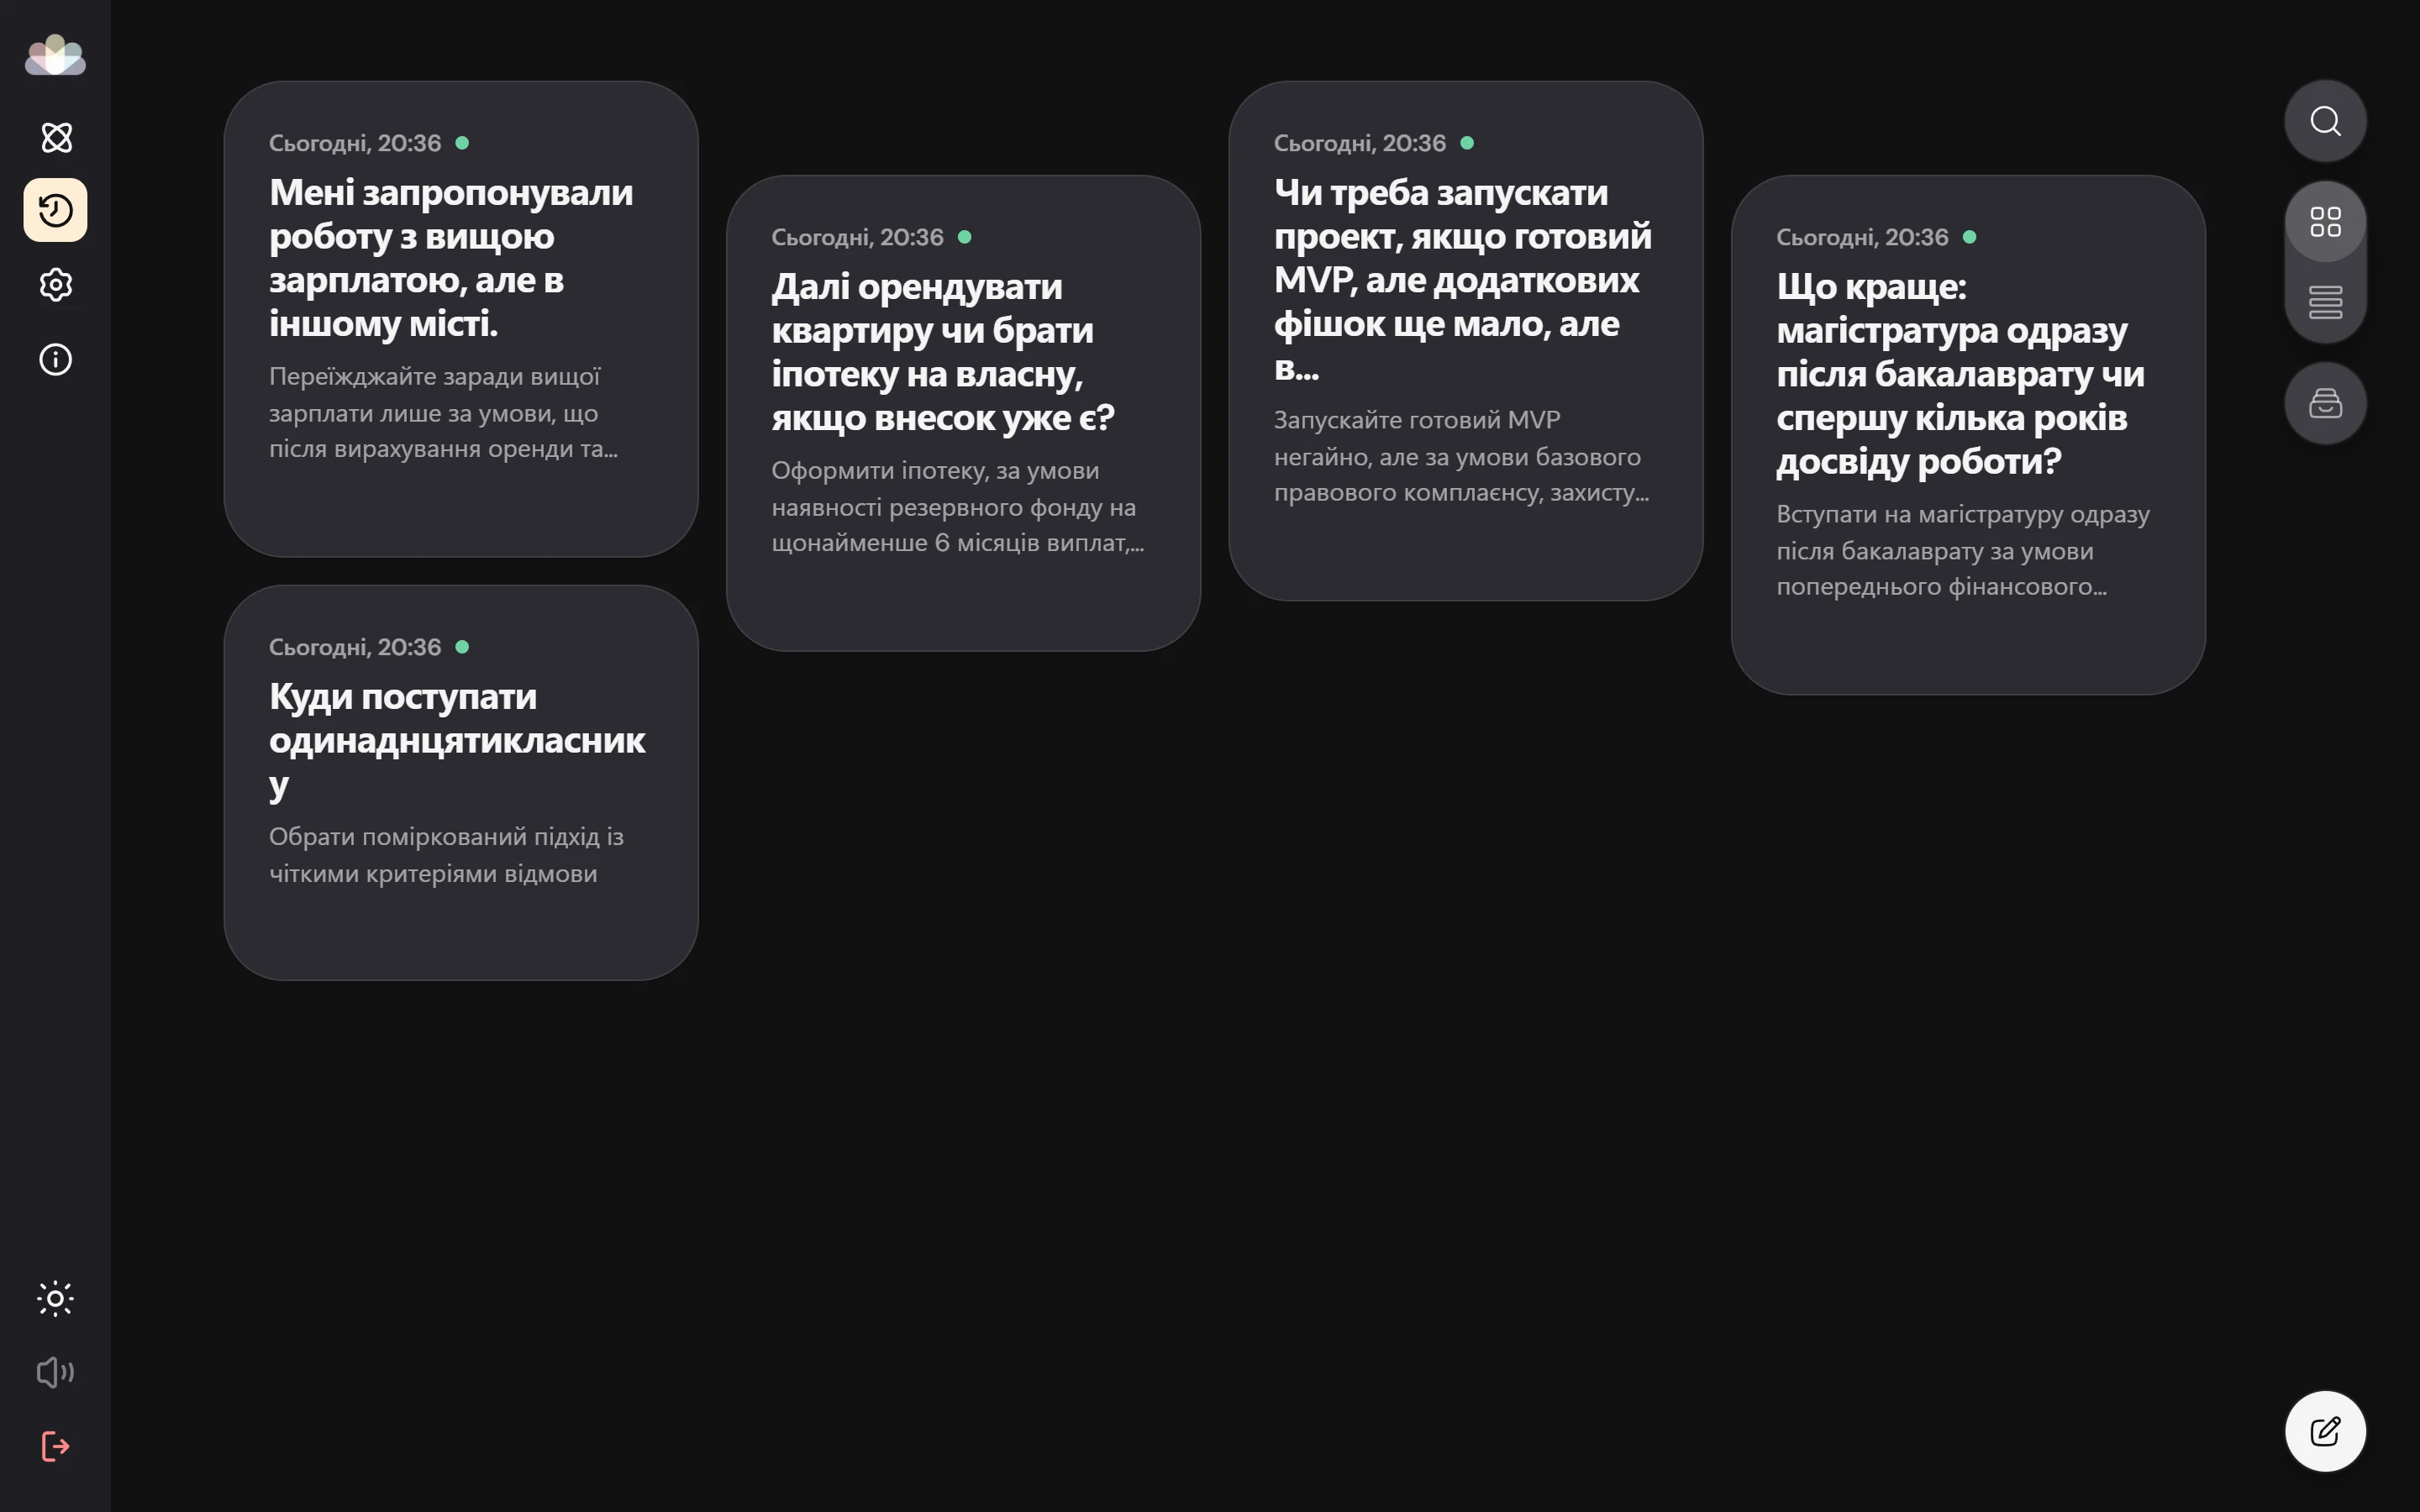 Сьогодні, 20:36
Мені запропонували
роботу з вищою
зарплатою, але в
іншому місті.
Переїжджайте заради вищої
зарплати лише за умови, що
після вирахування оренди та...
Сьогодні, 20:36
Далі орендувати
квартиру чи брати
іпотеку на власну,
якщо внесок уже є?
Оформити іпотеку, за умови
наявності резервного фонду на
щонайменше 6 місяців виплат,...
Сьогодні, 20:36
Чи треба запускати
проект, якщо готовий
MVP, але додаткових
фішок ще мало, але
в...
Запускайте готовий MVP
негайно, але за умови базового
правового комплаєнсу, захисту...
Сьогодні, 20:36
Що краще:
магістратура одразу
після бакалаврату чи
спершу кілька років
досвіду роботи?
Вступати на магістратуру одразу
після бакалаврату за умови
попереднього фінансового...
Сьогодні, 20:36
Куди поступати
одинаднцятикласник
у
Обрати поміркований підхід із
чіткими критеріями відмови